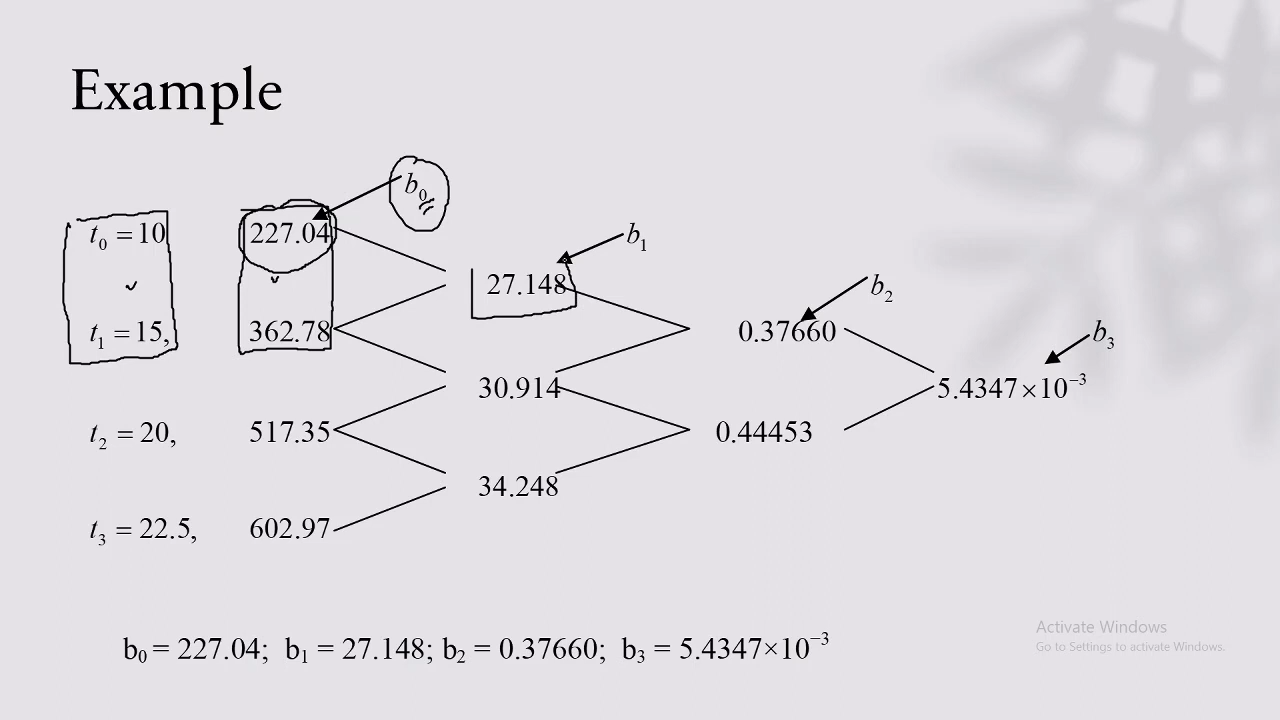 Example
b₀
t₀ = 10 227.04
b₁
27.148
b₂
t₁ = 15, 362.78 0.37660
b₃
30.914 5.4347×10⁻³
t₂ = 20, 517.35 0.44453
34.248
t₃ = 22.5, 602.97
b₀ = 227.04; b₁ = 27.148; b₂ = 0.37660; b₃ = 5.4347×10⁻³
Activate Windows
Go to Settings to activate Windows.